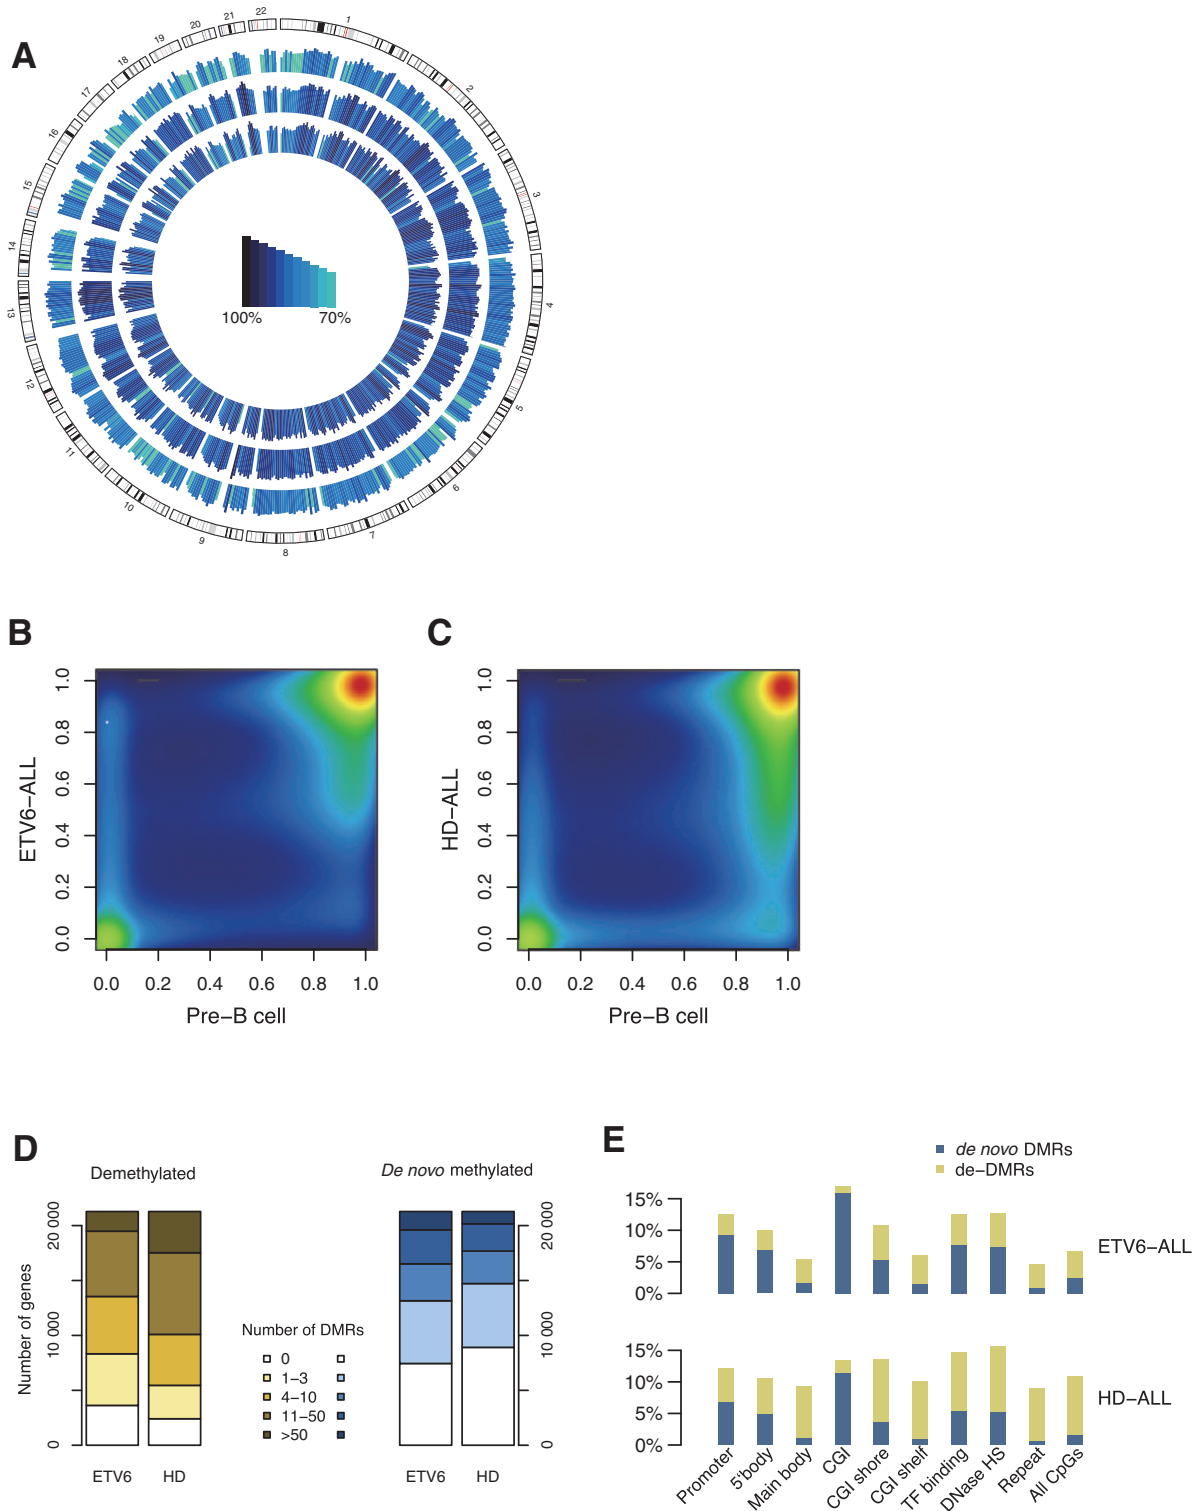 A
1
2
3
4
5
6
7
8
9
10
11
12
13
14
15
16
17
18
19
20
21
22
100% 70%
B
ETV6–ALL
1.0
0.8
0.6
0.4
0.2
0.0
0.0 0.2 0.4 0.6 0.8 1.0
Pre–B cell
C
HD–ALL
1.0
0.8
0.6
0.4
0.2
0.0
0.0 0.2 0.4 0.6 0.8 1.0
Pre–B cell
D
Demethylated
De novo methylated
Number of genes
20 000
10 000
0
20 000
10 000
0
Number of DMRs
0
1–3
4–10
11–50
>50
ETV6 HD
ETV6 HD
E
de novo DMRs
de–DMRs
15%
10%
5%
0%
ETV6–ALL
15%
10%
5%
0%
HD–ALL
Promoter
5'body
Main body
CGI
CGI shore
CGI shelf
TF binding
DNase HS
Repeat
All CpGs